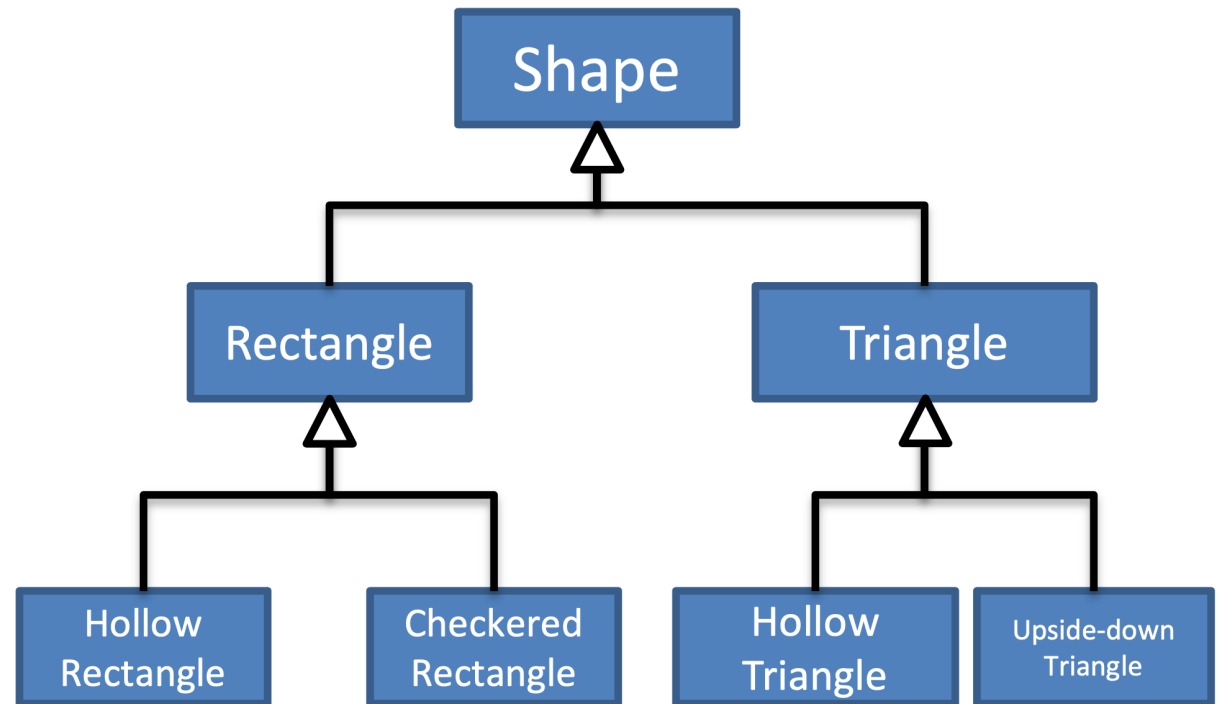 Shape
Rectangle
Triangle
Hollow
Rectangle
Checkered
Rectangle
Hollow
Triangle
Upside-down
Triangle